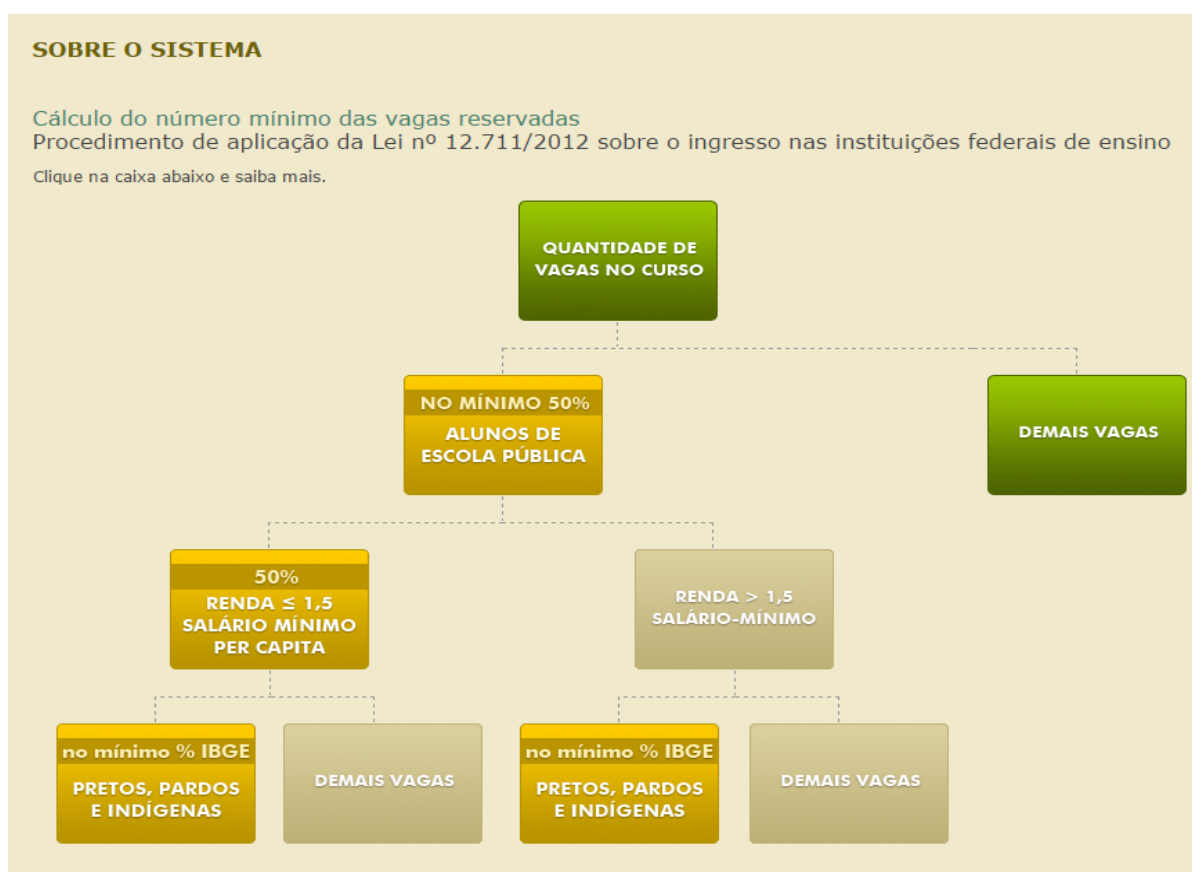 SOBRE O SISTEMA
Cálculo do número mínimo das vagas reservadas
Procedimento de aplicação da Lei nº 12.711/2012 sobre o ingresso nas instituições federais de ensino
Clique na caixa abaixo e saiba mais.
QUANTIDADE DE
VAGAS NO CURSO
NO MÍNIMO 50%
ALUNOS DE
ESCOLA PÚBLICA
DEMAIS VAGAS
50%
RENDA ≤ 1,5
SALÁRIO MÍNIMO
PER CAPITA
RENDA > 1,5
SALÁRIO-MÍNIMO
no mínimo % IBGE
PRETOS, PARDOS
E INDÍGENAS
DEMAIS VAGAS
no mínimo % IBGE
PRETOS, PARDOS
E INDÍGENAS
DEMAIS VAGAS